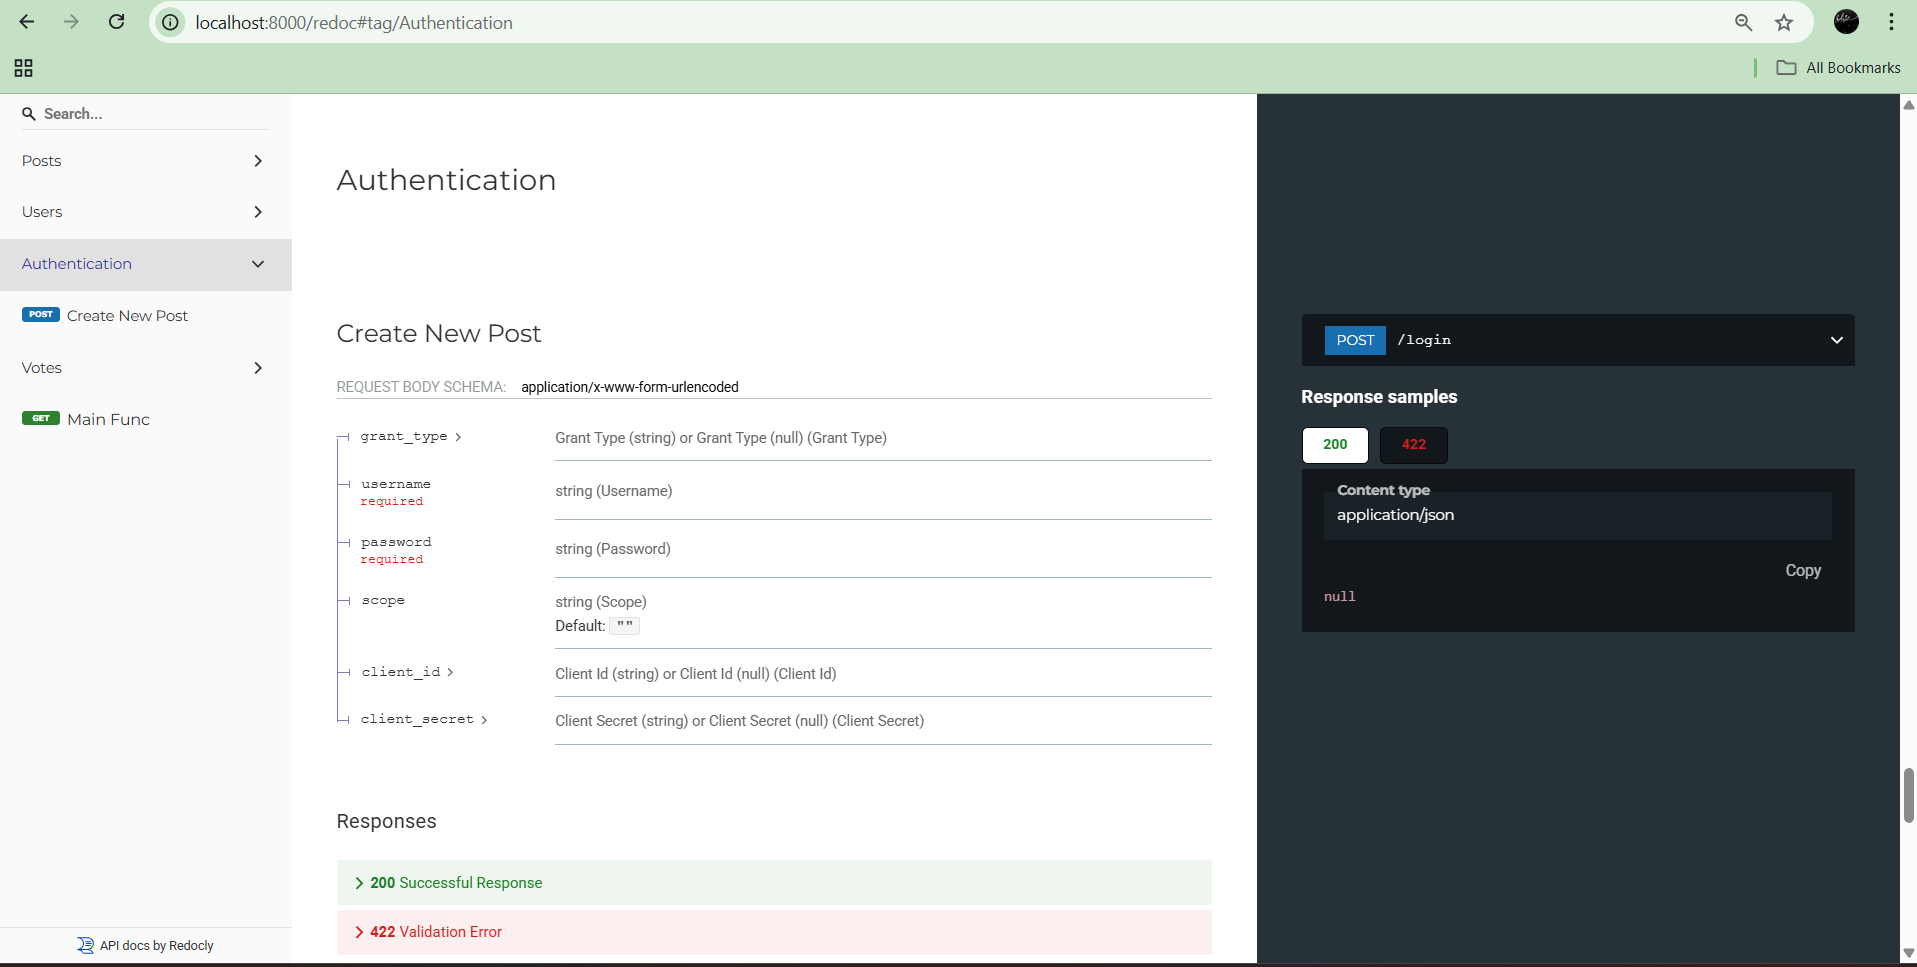 localhost:8000/redoc#tag/Authentication
All Bookmarks
Search...
Posts
Users
Authentication
POST Create New Post
Votes
GET Main Func
API docs by Redocly
Authentication
Create New Post
REQUEST BODY SCHEMA: application/x-www-form-urlencoded
grant_type Grant Type (string) or Grant Type (null) (Grant Type)
username string (Username)
required
password string (Password)
required
scope string (Scope)
Default: ""
client_id Client Id (string) or Client Id (null) (Client Id)
client_secret Client Secret (string) or Client Secret (null) (Client Secret)
Responses
200 Successful Response
422 Validation Error
POST /login
Response samples
200 422
Content type
application/json
Copy
null